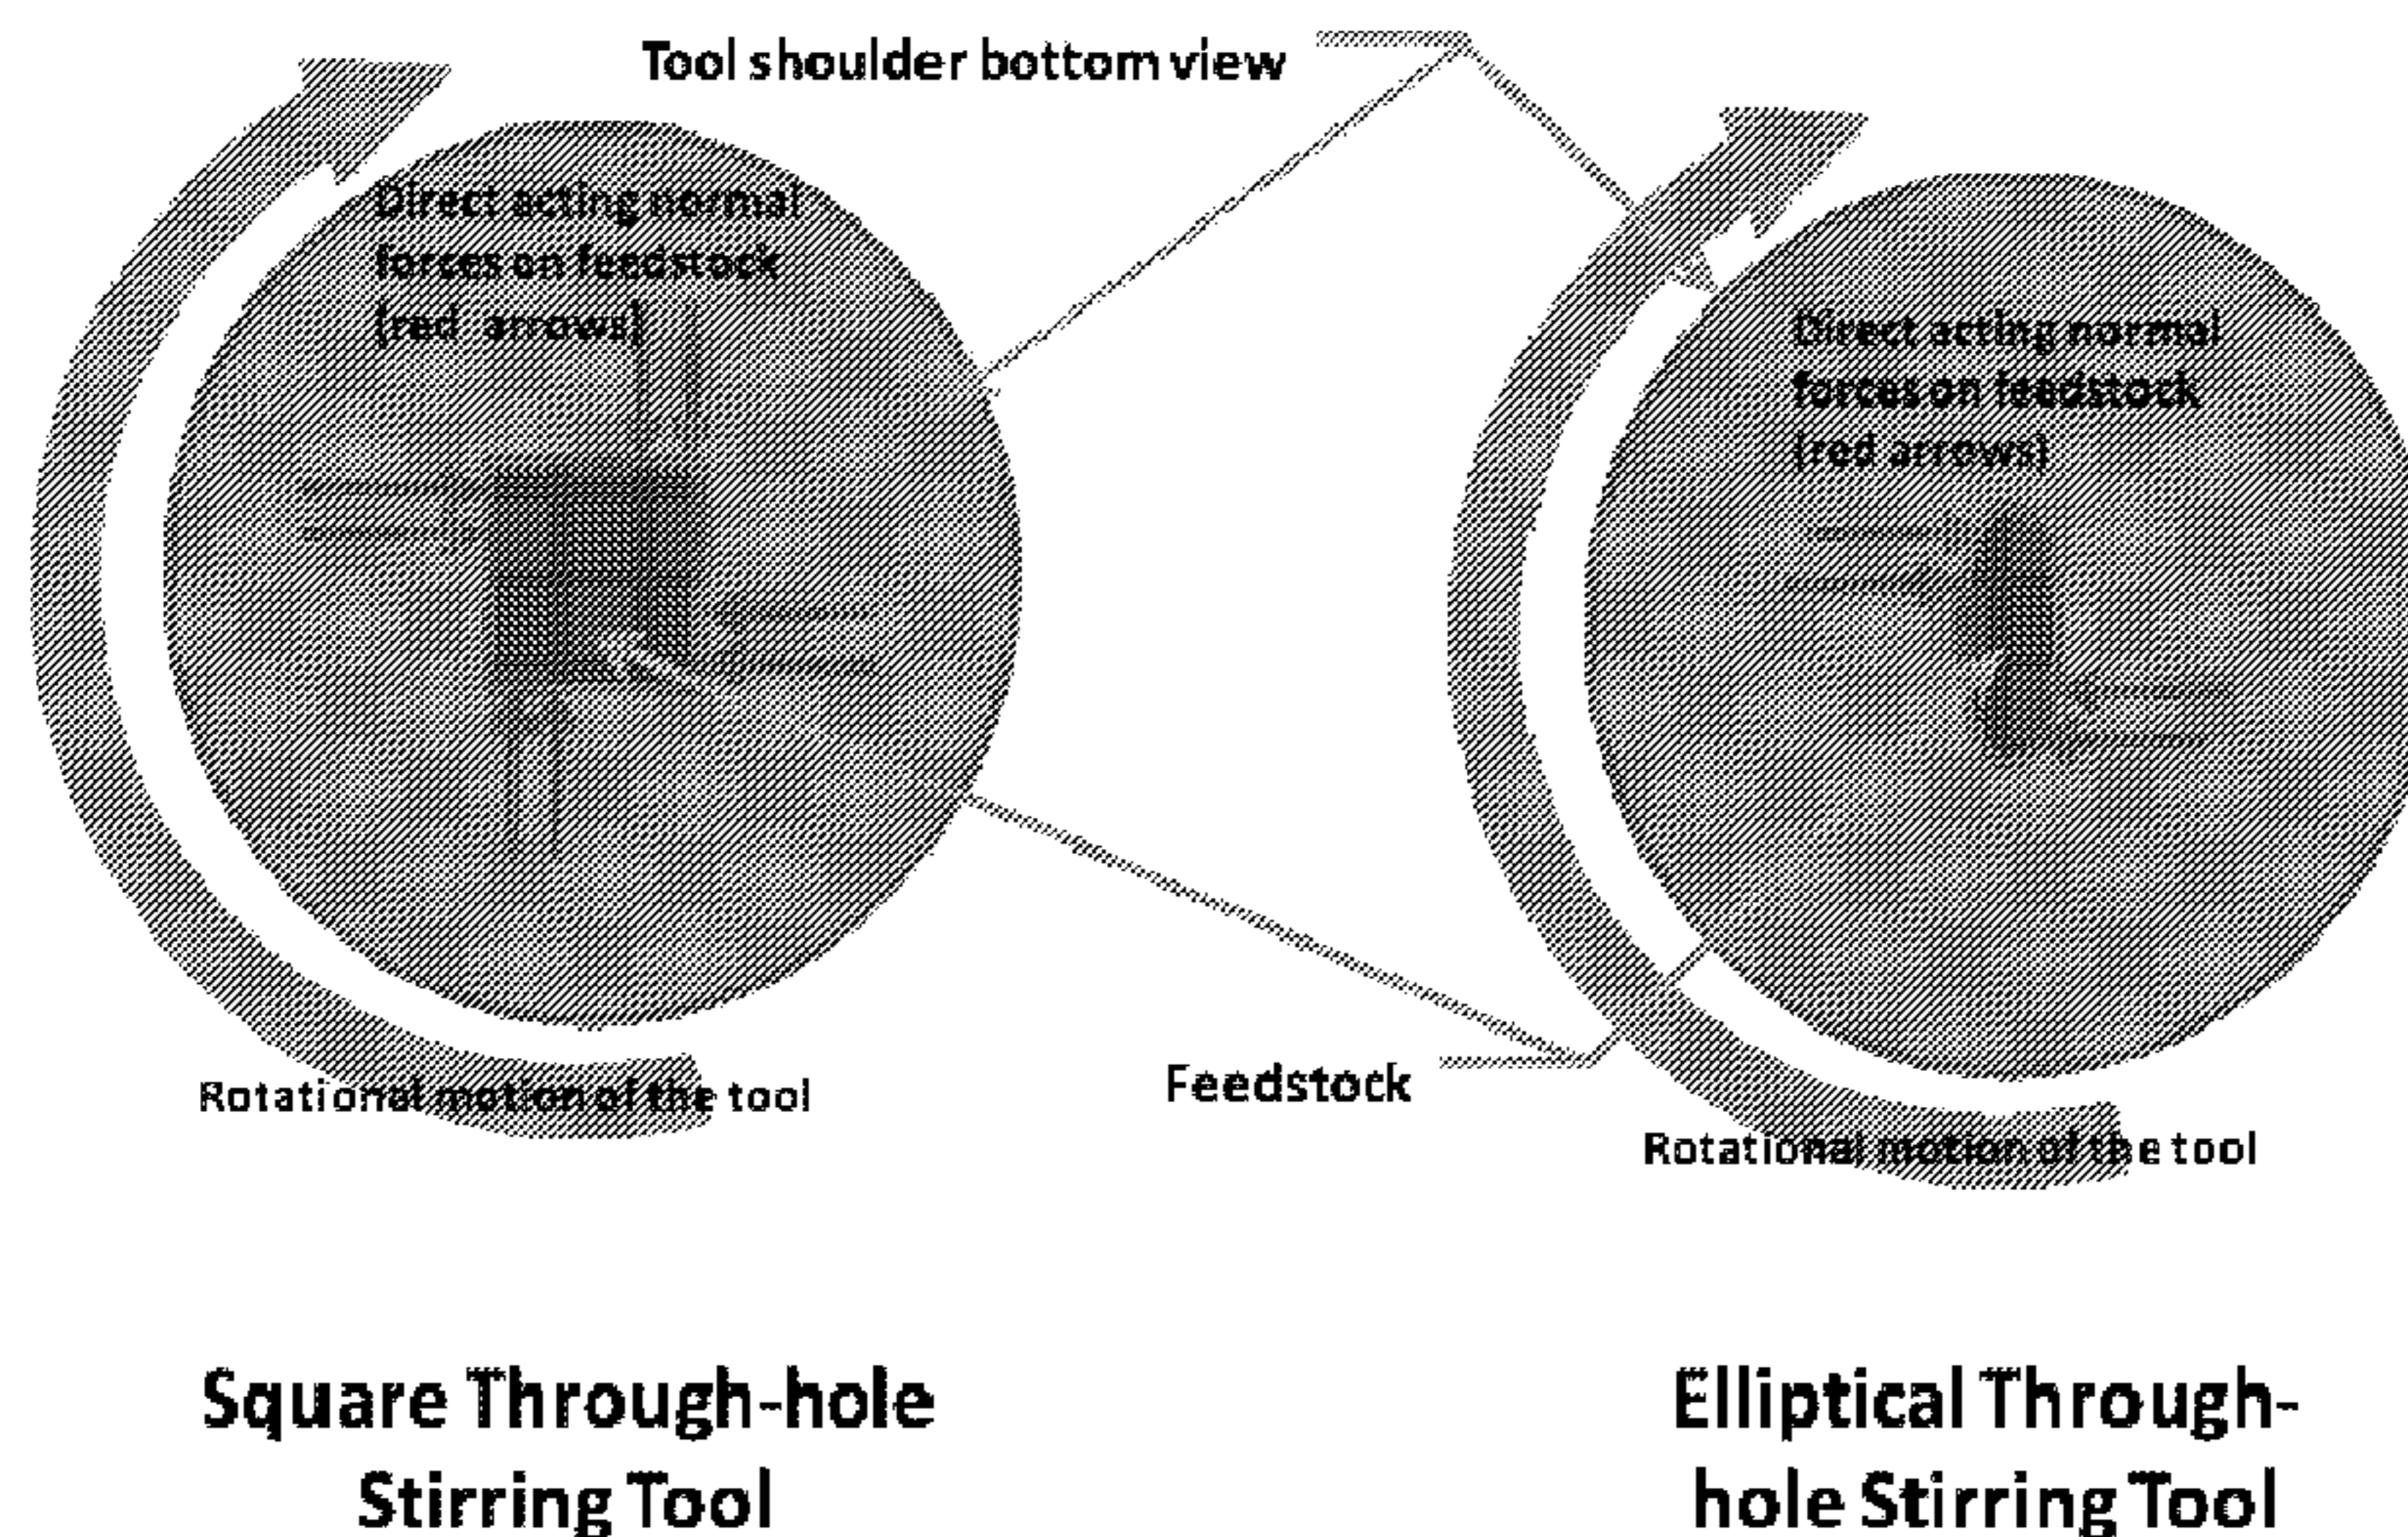 Tool shoulder bottom view
Direct acting normal
forces on feedstock
(red arrows)
Direct acting normal
forces on feedstock
(red arrows)
Feedstock
Rotational motion of the tool
Rotational motion of the tool
Square Through-hole
Stirring Tool
Elliptical Through-
hole Stirring Tool